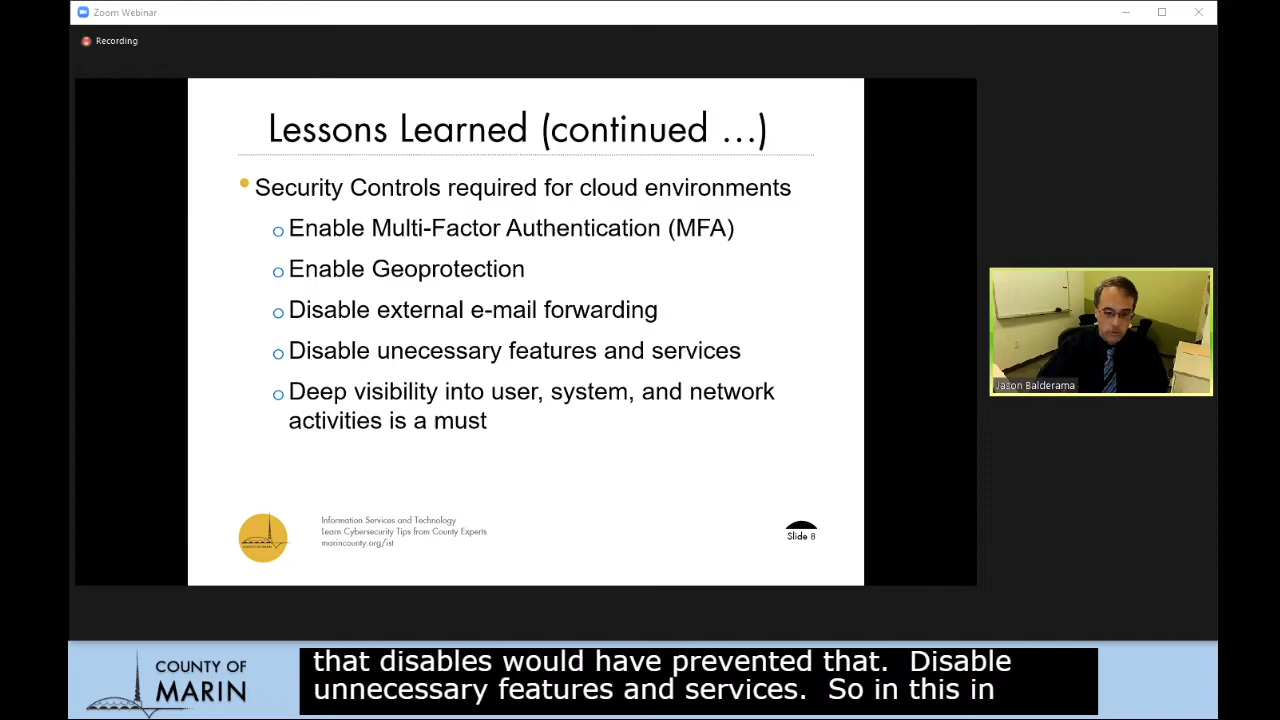 Zoom Webinar
Recording
Lessons Learned (continued ...)
Security Controls required for cloud environments
Enable Multi-Factor Authentication (MFA)
Enable Geoprotection
Disable external e-mail forwarding
Disable unecessary features and services
Deep visibility into user, system, and network
activities is a must
Jason Balderama
COUNTY OF MARIN
Information Services and Technology
Learn Cybersecurity Tips from County Experts
marincounty.org/ist
Slide 8
COUNTY OF
MARIN
that disables would have prevented that.  Disable
unnecessary features and services.  So in this in